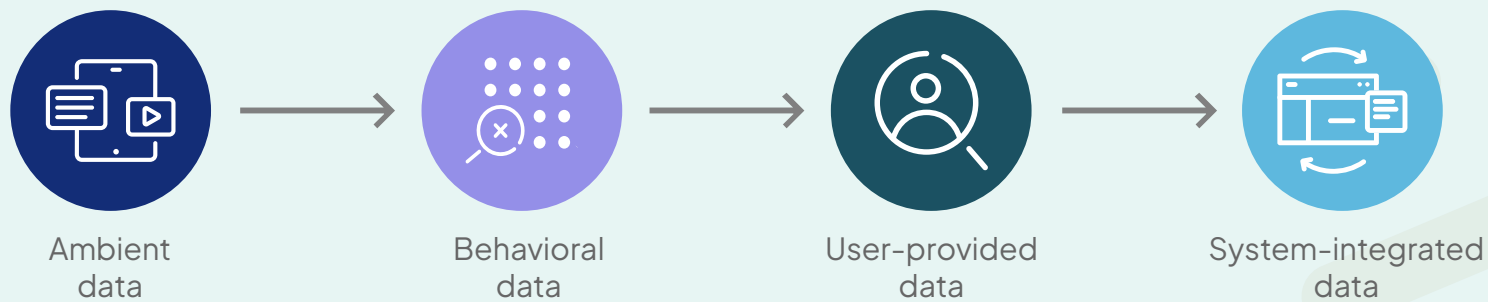 Ambient
data
Behavioral
data
User-provided
data
System-integrated
data